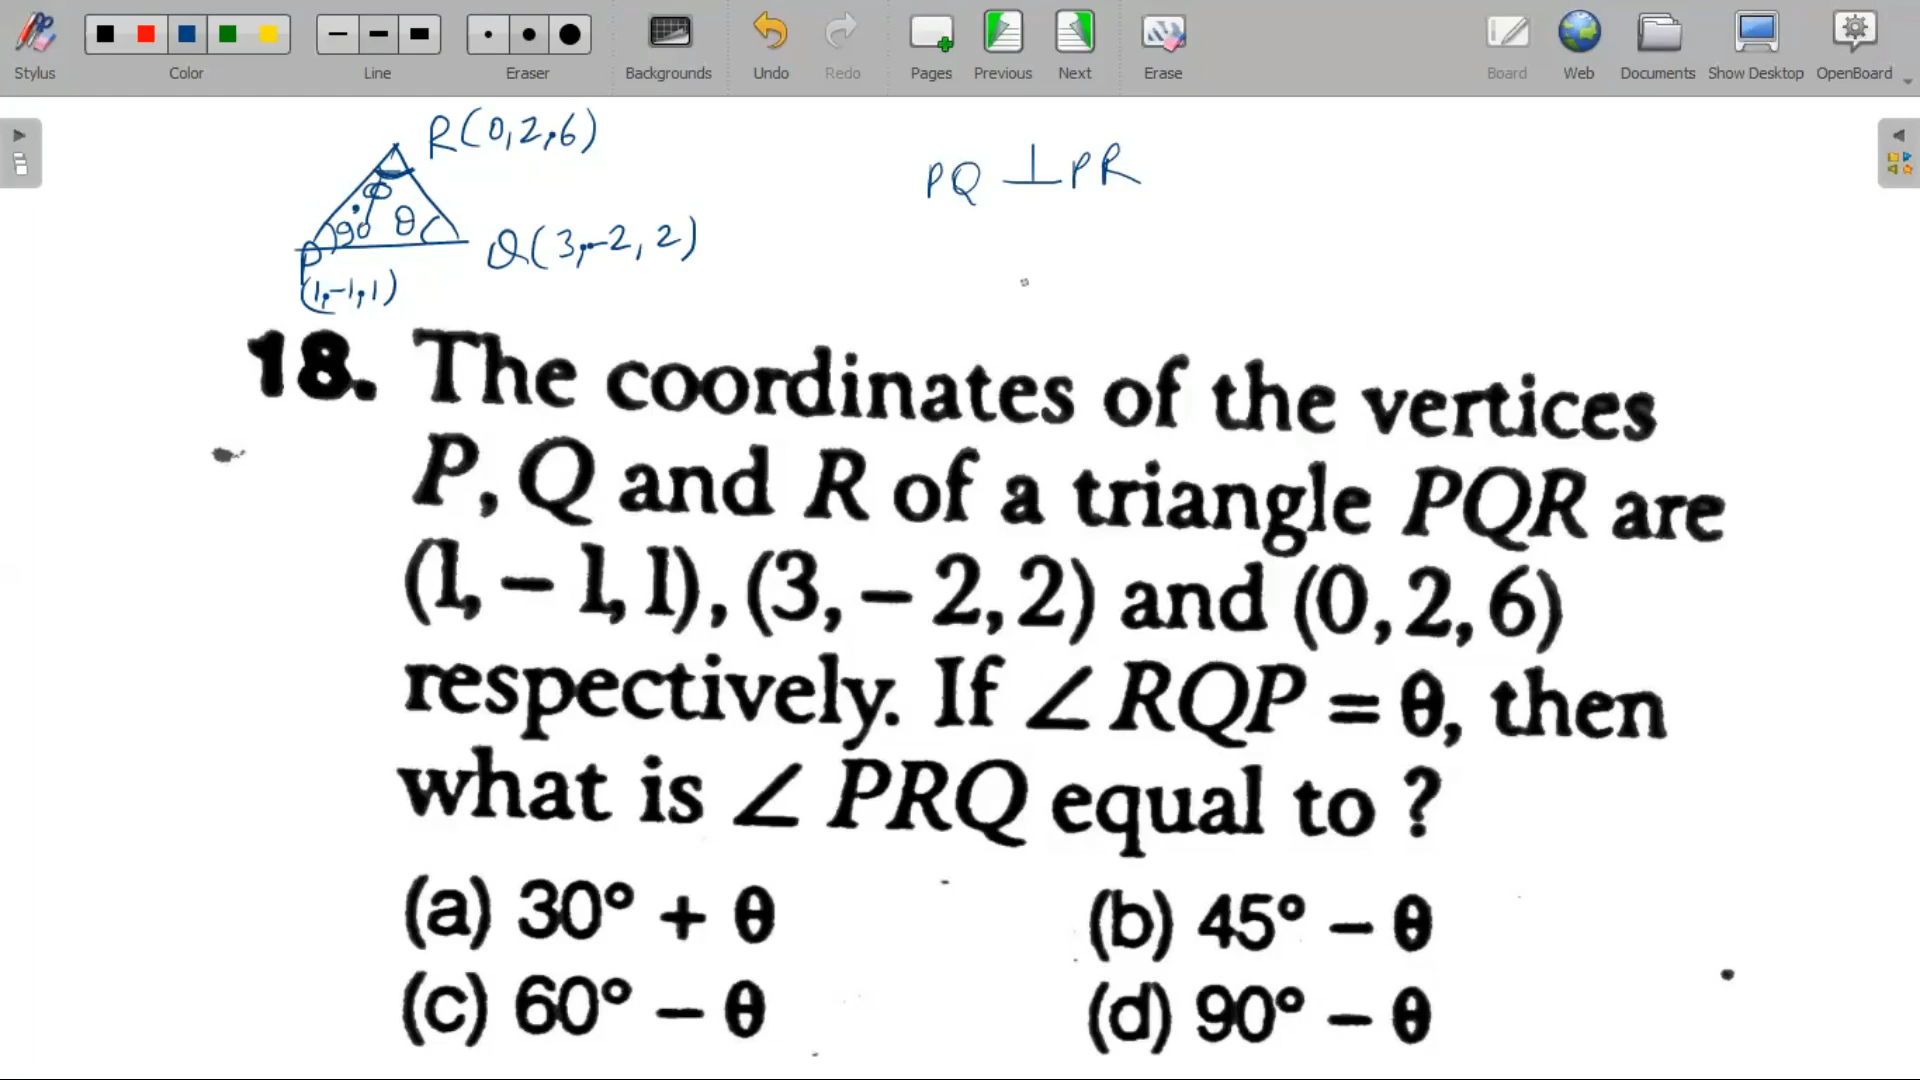 Stylus Color Line Eraser Backgrounds Undo Redo Pages Previous Next Erase Board Web Documents Show Desktop OpenBoard
R(0,2,6)
PQ ⊥ PR
90 θ
Q(3,-2, 2)
P
(1,-1,1)
18. The coordinates of the vertices
P, Q and R of a triangle PQR are
(1, – 1, 1), (3, – 2, 2) and (0, 2, 6)
respectively. If ∠ RQP = θ, then
what is ∠ PRQ equal to ?
(a) 30° + θ (b) 45° – θ
(c) 60° – θ (d) 90° – θ